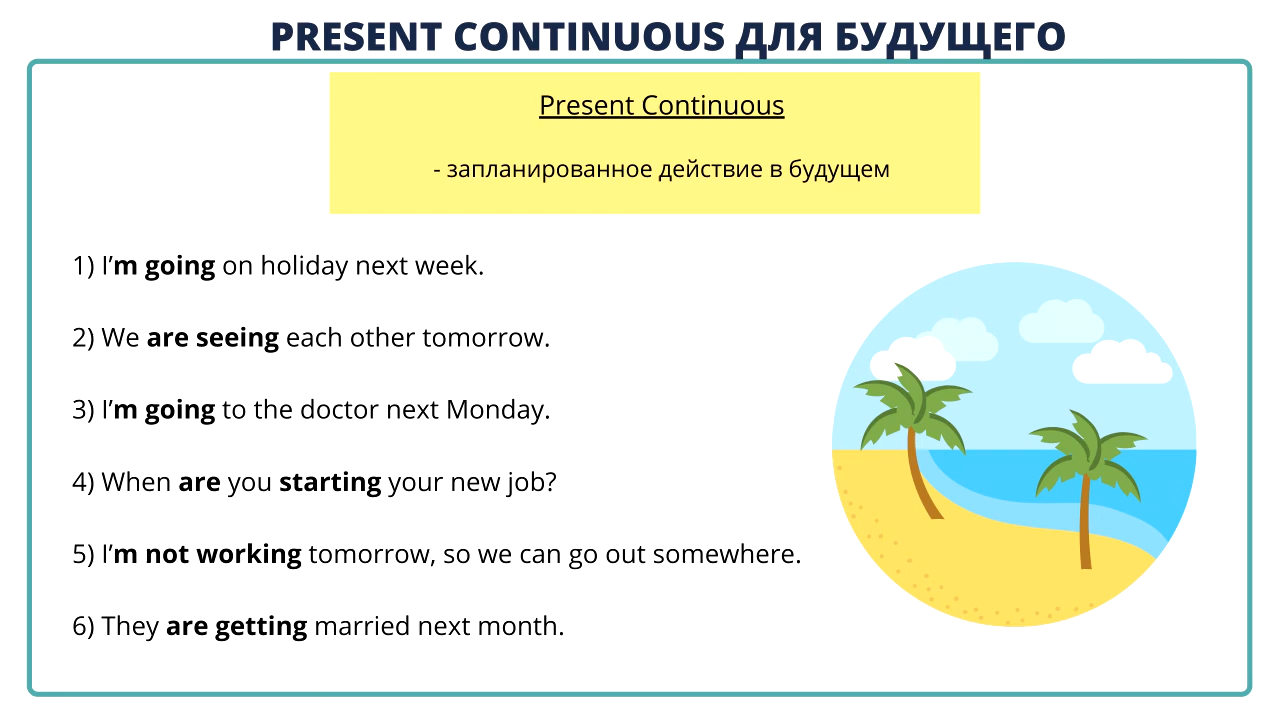 PRESENT CONTINUOUS ДЛЯ БУДУЩЕГО
Present Continuous
- запланированное действие в будущем
1) I’m going on holiday next week.
2) We are seeing each other tomorrow.
3) I’m going to the doctor next Monday.
4) When are you starting your new job?
5) I’m not working tomorrow, so we can go out somewhere.
6) They are getting married next month.